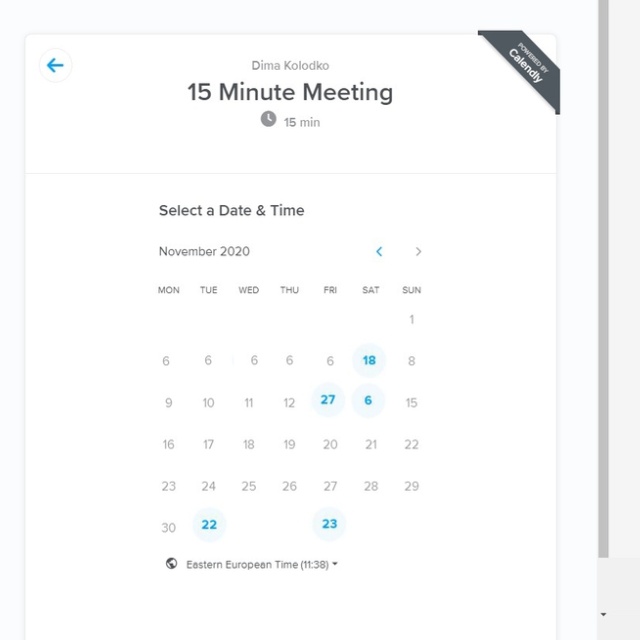 POWERED BY
Calendly
Dima Kolodko
15 Minute Meeting
15 min
Select a Date & Time
November 2020
MON TUE WED THU FRI SAT SUN
1
6 6 6 6 6 18 8
9 10 11 12 27 6 15
16 17 18 19 20 21 22
23 24 25 26 27 28 29
30 22 23
Eastern European Time (11:38)